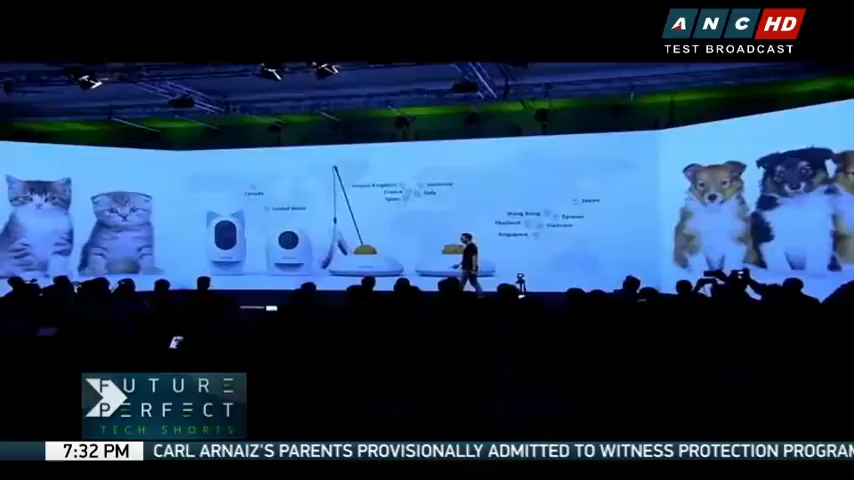 ANC HD
TEST BROADCAST
Canada
United States
United Kingdom
Germany
France
Italy
Spain
Japan
Hong Kong
Taiwan
Thailand
Vietnam
Singapore
FUTURE
PERFECT
TECH SHORTS
7:32 PM CARL ARNAIZ'S PARENTS PROVISIONALLY ADMITTED TO WITNESS PROTECTION PROGRAM